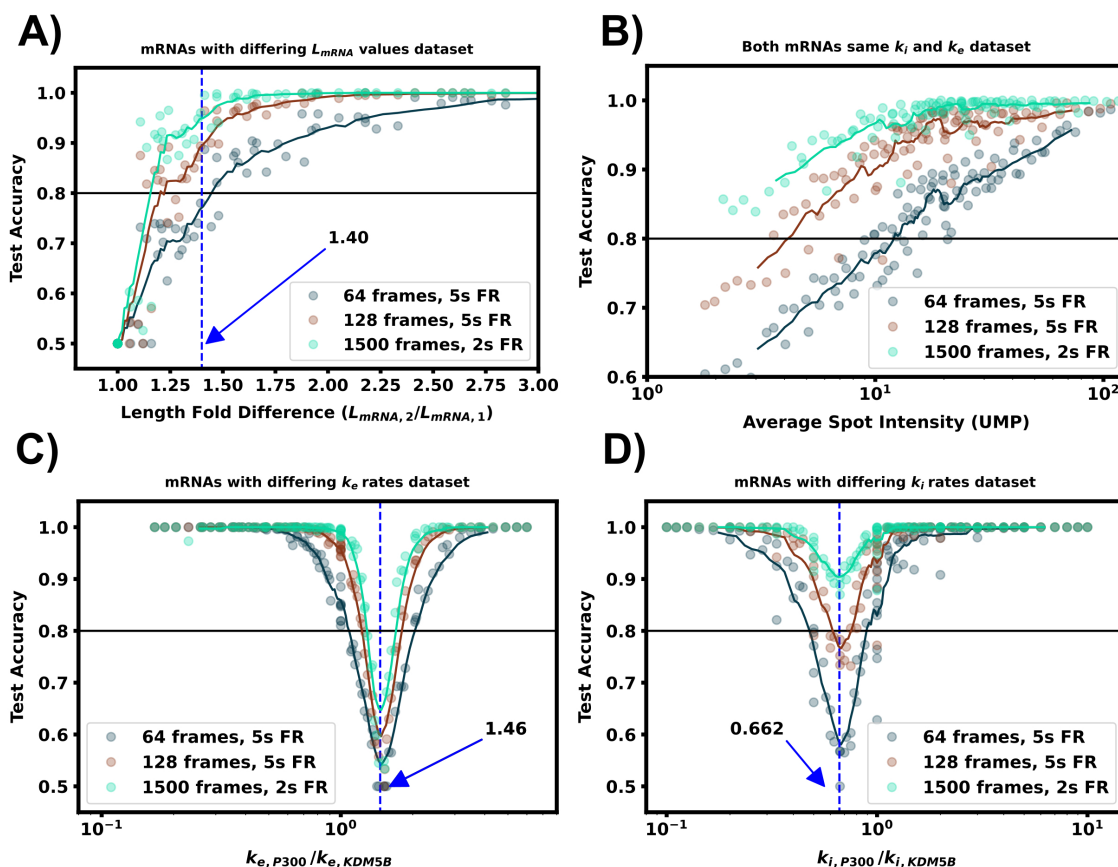 A)
mRNAs with differing L_mRNA values dataset
Test Accuracy
1.0
0.9
0.8
0.7
0.6
0.5
1.40
64 frames, 5s FR
128 frames, 5s FR
1500 frames, 2s FR
1.00 1.25 1.50 1.75 2.00 2.25 2.50 2.75 3.00
Length Fold Difference (L_mRNA, 2/L_mRNA, 1)
B)
Both mRNAs same k_i and k_e dataset
Test Accuracy
1.0
0.9
0.8
0.7
0.6
64 frames, 5s FR
128 frames, 5s FR
1500 frames, 2s FR
10^0 10^1 10^2
Average Spot Intensity (UMP)
C)
mRNAs with differing k_e rates dataset
Test Accuracy
1.0
0.9
0.8
0.7
0.6
0.5
1.46
64 frames, 5s FR
128 frames, 5s FR
1500 frames, 2s FR
10^−1 10^0
k_e, P300/k_e, KDM5B
D)
mRNAs with differing k_i rates dataset
Test Accuracy
1.0
0.9
0.8
0.7
0.6
0.5
0.662
64 frames, 5s FR
128 frames, 5s FR
1500 frames, 2s FR
10^−1 10^0 10^1
k_i, P300/k_i, KDM5B